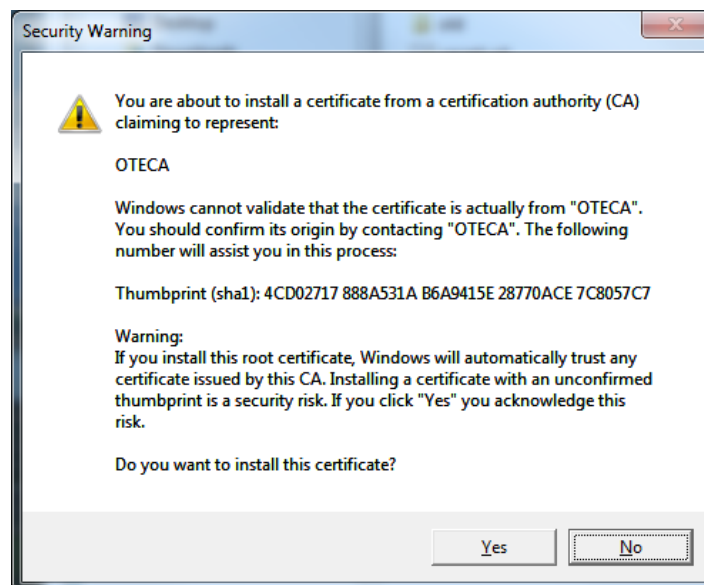 Security Warning
You are about to install a certificate from a certification authority (CA)
claiming to represent:
OTECA
Windows cannot validate that the certificate is actually from "OTECA".
You should confirm its origin by contacting "OTECA". The following
number will assist you in this process:
Thumbprint (sha1): 4CD02717 888A531A B6A9415E 28770ACE 7C8057C7
Warning:
If you install this root certificate, Windows will automatically trust any
certificate issued by this CA. Installing a certificate with an unconfirmed
thumbprint is a security risk. If you click "Yes" you acknowledge this
risk.
Do you want to install this certificate?
Yes No